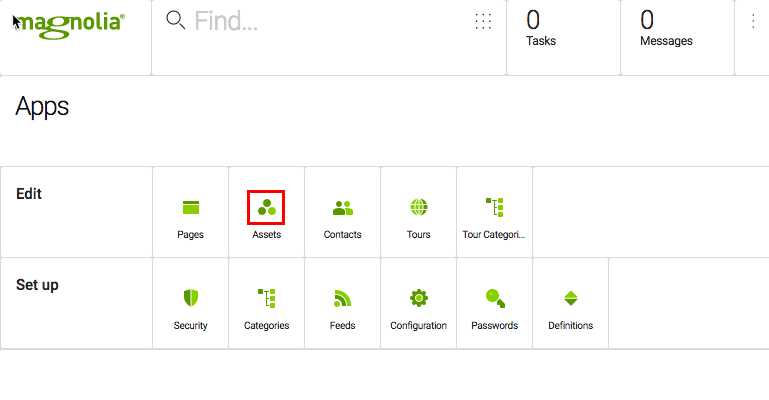 magnolia®
Find...
0
Tasks
0
Messages
Apps
Edit
Pages
Assets
Contacts
Tours
Tour Categori...
Set up
Security
Categories
Feeds
Configuration
Passwords
Definitions